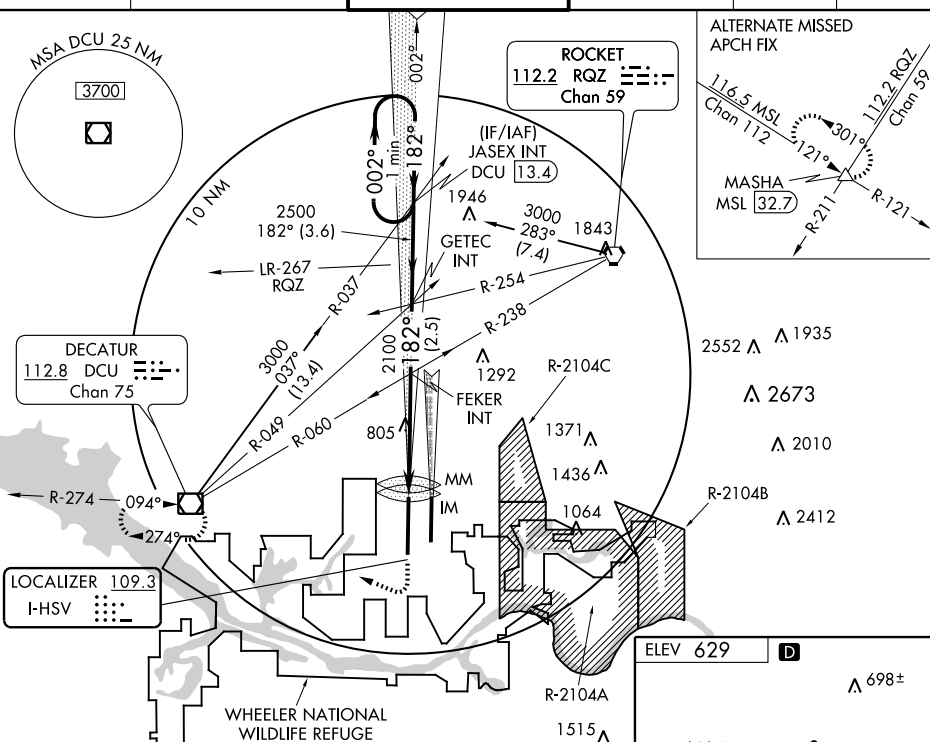 MSA DCU 25 NM
3700
10 NM
002°
002°
1 min
182°
ROCKET
112.2 RQZ
Chan 59
(IF/IAF)
JASEX INT
DCU 13.4
ALTERNATE MISSED
APCH FIX
116.5 MSL
Chan 112
112.2 RQZ
Chan 59
301°
121°
MASHA
MSL 32.7
R-211
R-121
1946
3000
283°
(7.4)
1843
2500
182° (3.6)
GETEC
INT
LR-267
RQZ
R-037
R-254
R-238
DECATUR
112.8 DCU
Chan 75
3000
037°
(13.4)
2100
182°
(2.5)
R-049
R-060
1292
FEKER
INT
805
R-2104C
1371
1436
1064
2552
1935
2673
2010
2412
R-2104B
MM
IM
R-274
094°
274°
LOCALIZER 109.3
I-HSV
R-2104A
1515
WHEELER NATIONAL
WILDLIFE REFUGE
ELEV 629
D
698±